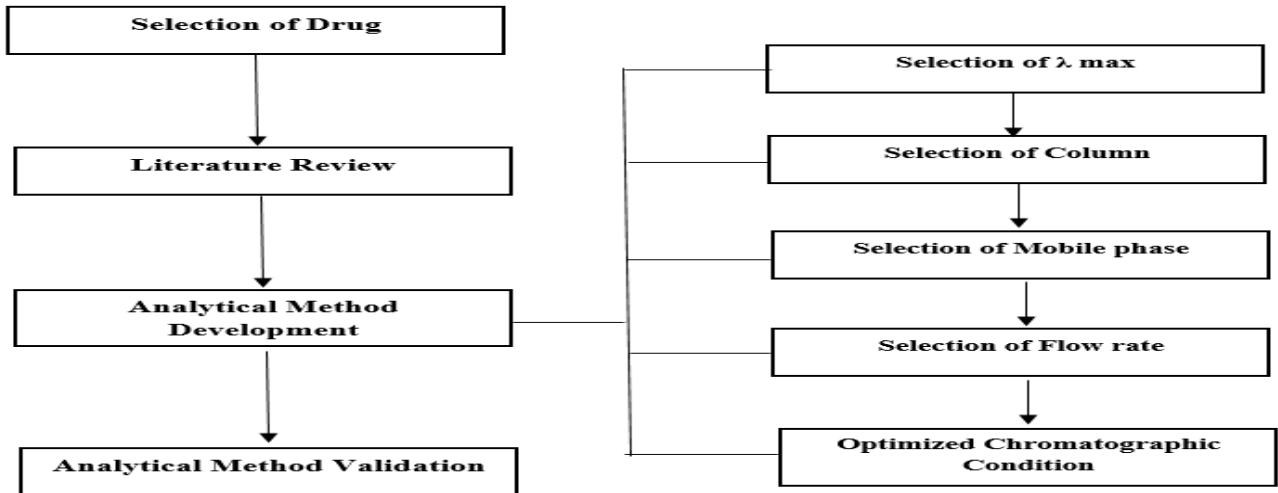 Selection of Drug
Literature Review
Analytical Method
Development
Analytical Method Validation
Selection of λ max
Selection of Column
Selection of Mobile phase
Selection of Flow rate
Optimized Chromatographic
Condition